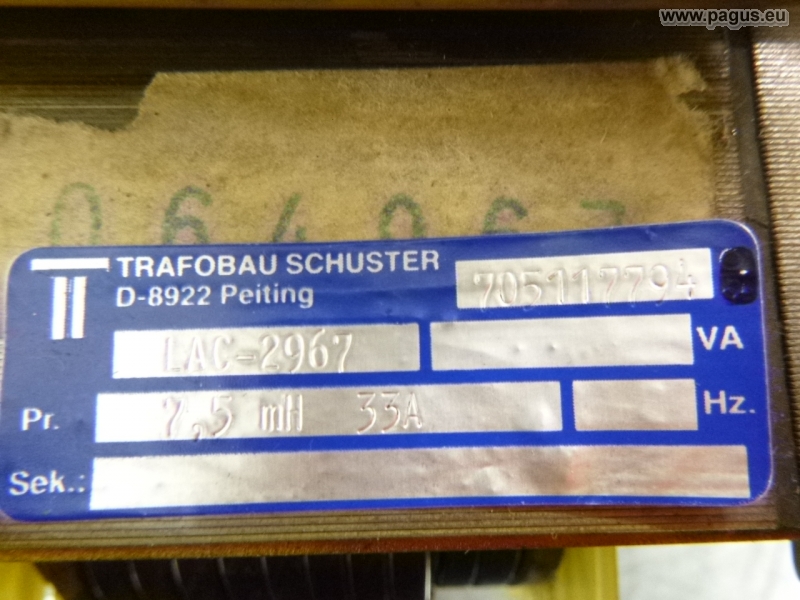 www.pagus.eu
TRAFOBAU SCHUSTER
D-8922 Peiting
705117794
LAC-2967
VA
Pr. 7,5 mH 33A
Hz.
Sek.: